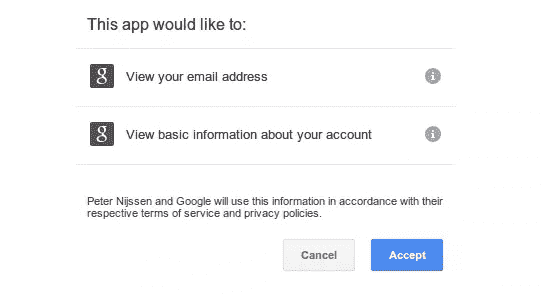 This app would like to:
g View your email address i
g View basic information about your account i
Peter Nijssen and Google will use this information in accordance with their
respective terms of service and privacy policies.
Cancel Accept